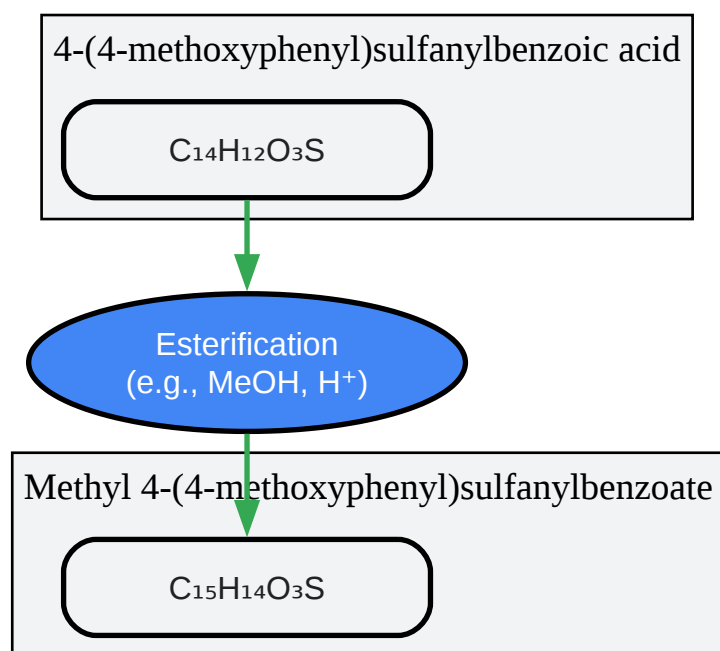 4-(4-methoxyphenyl)sulfanylbenzoic acid
C₁₄H₁₂O₃S
Esterification
(e.g., MeOH, H⁺)
Methyl 4-(4-methoxyphenyl)sulfanylbenzoate
C₁₅H₁₄O₃S